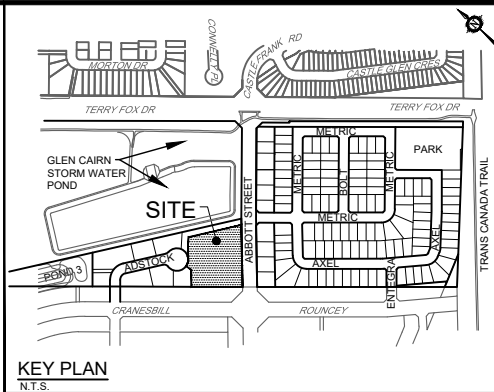 CONNELLY PL
CASTLE FRANK RD
MORTON DR
CASTLE GLEN CRES
TERRY FOX DR
TERRY FOX DR
METRIC
PARK
GLEN CAIRN
STORM WATER
POND
METRIC
BOLT
METRIC
TRANS CANADA TRAIL
SITE
ABBOTT STREET
METRIC
AXEL
ADSTOCK
AXEL
ENTEGRA
POND 3
CRANESBILL
ROUNCEY
KEY PLAN
N.T.S.